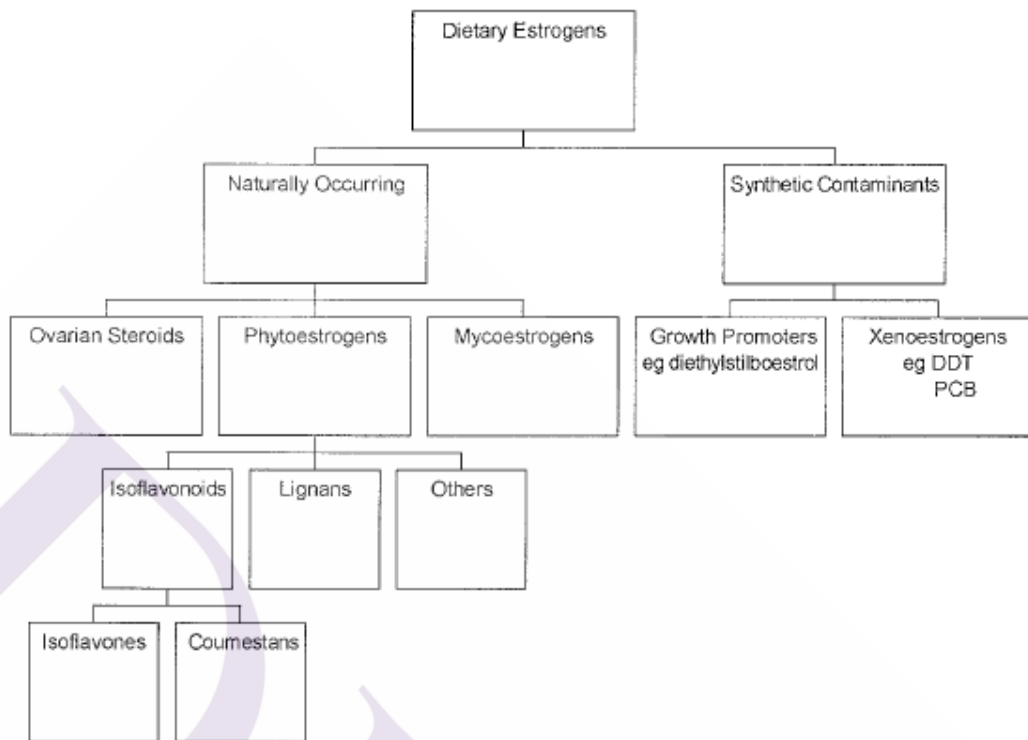 Dietary Estrogens
Naturally Occurring
Synthetic Contaminants
Ovarian Steroids
Phytoestrogens
Mycoestrogens
Growth Promoters
eg diethylstilboestrol
Xenoestrogens
eg DDT
PCB
Isoflavonoids
Lignans
Others
Isoflavones
Coumestans